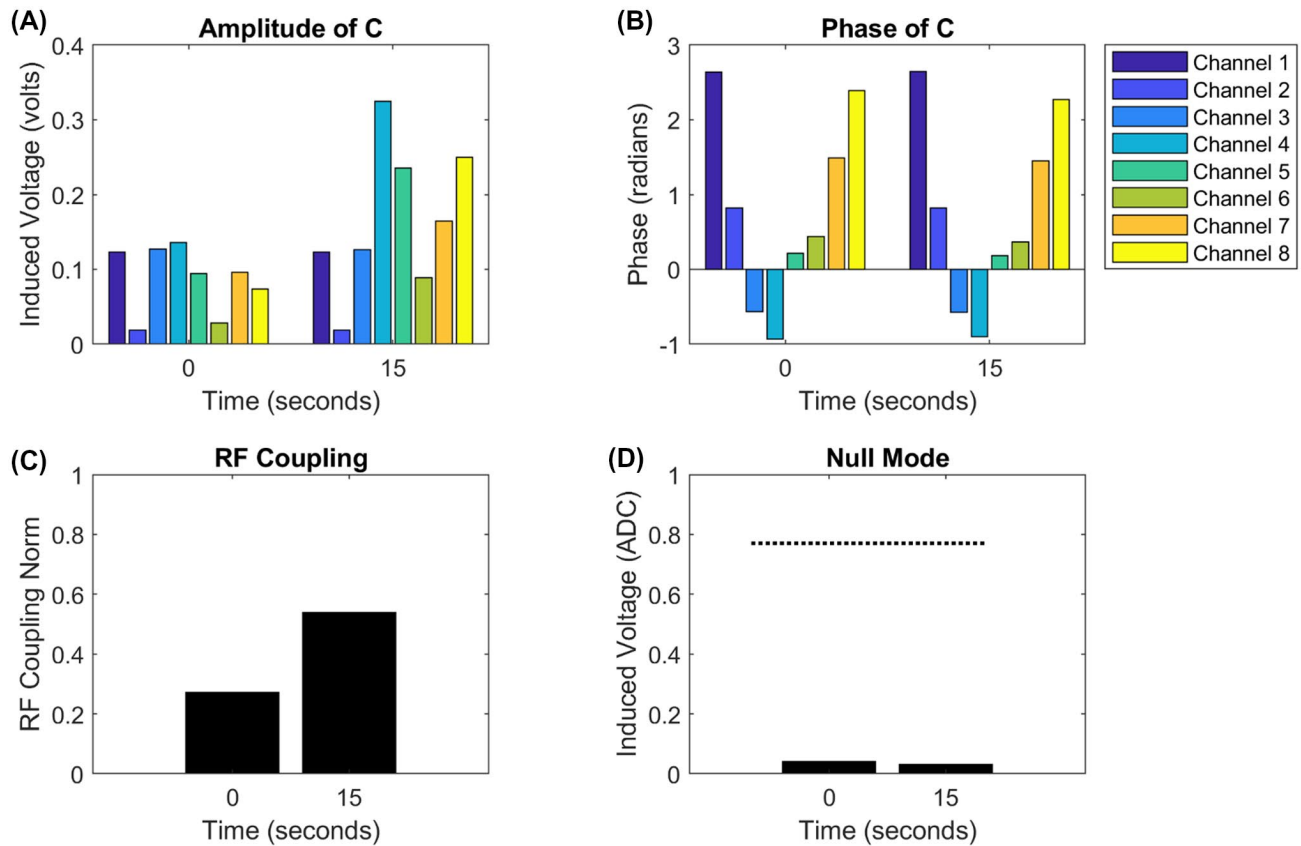 (A)
Amplitude of C
Induced Voltage (volts)
0.4
0.3
0.2
0.1
0
0
15
Time (seconds)
(B)
Phase of C
Phase (radians)
3
2
1
0
-1
0
15
Time (seconds)
Channel 1
Channel 2
Channel 3
Channel 4
Channel 5
Channel 6
Channel 7
Channel 8
(C)
RF Coupling
RF Coupling Norm
1
0.8
0.6
0.4
0.2
0
0
15
Time (seconds)
(D)
Null Mode
Induced Voltage (ADC)
1
0.8
0.6
0.4
0.2
0
0
15
Time (seconds)